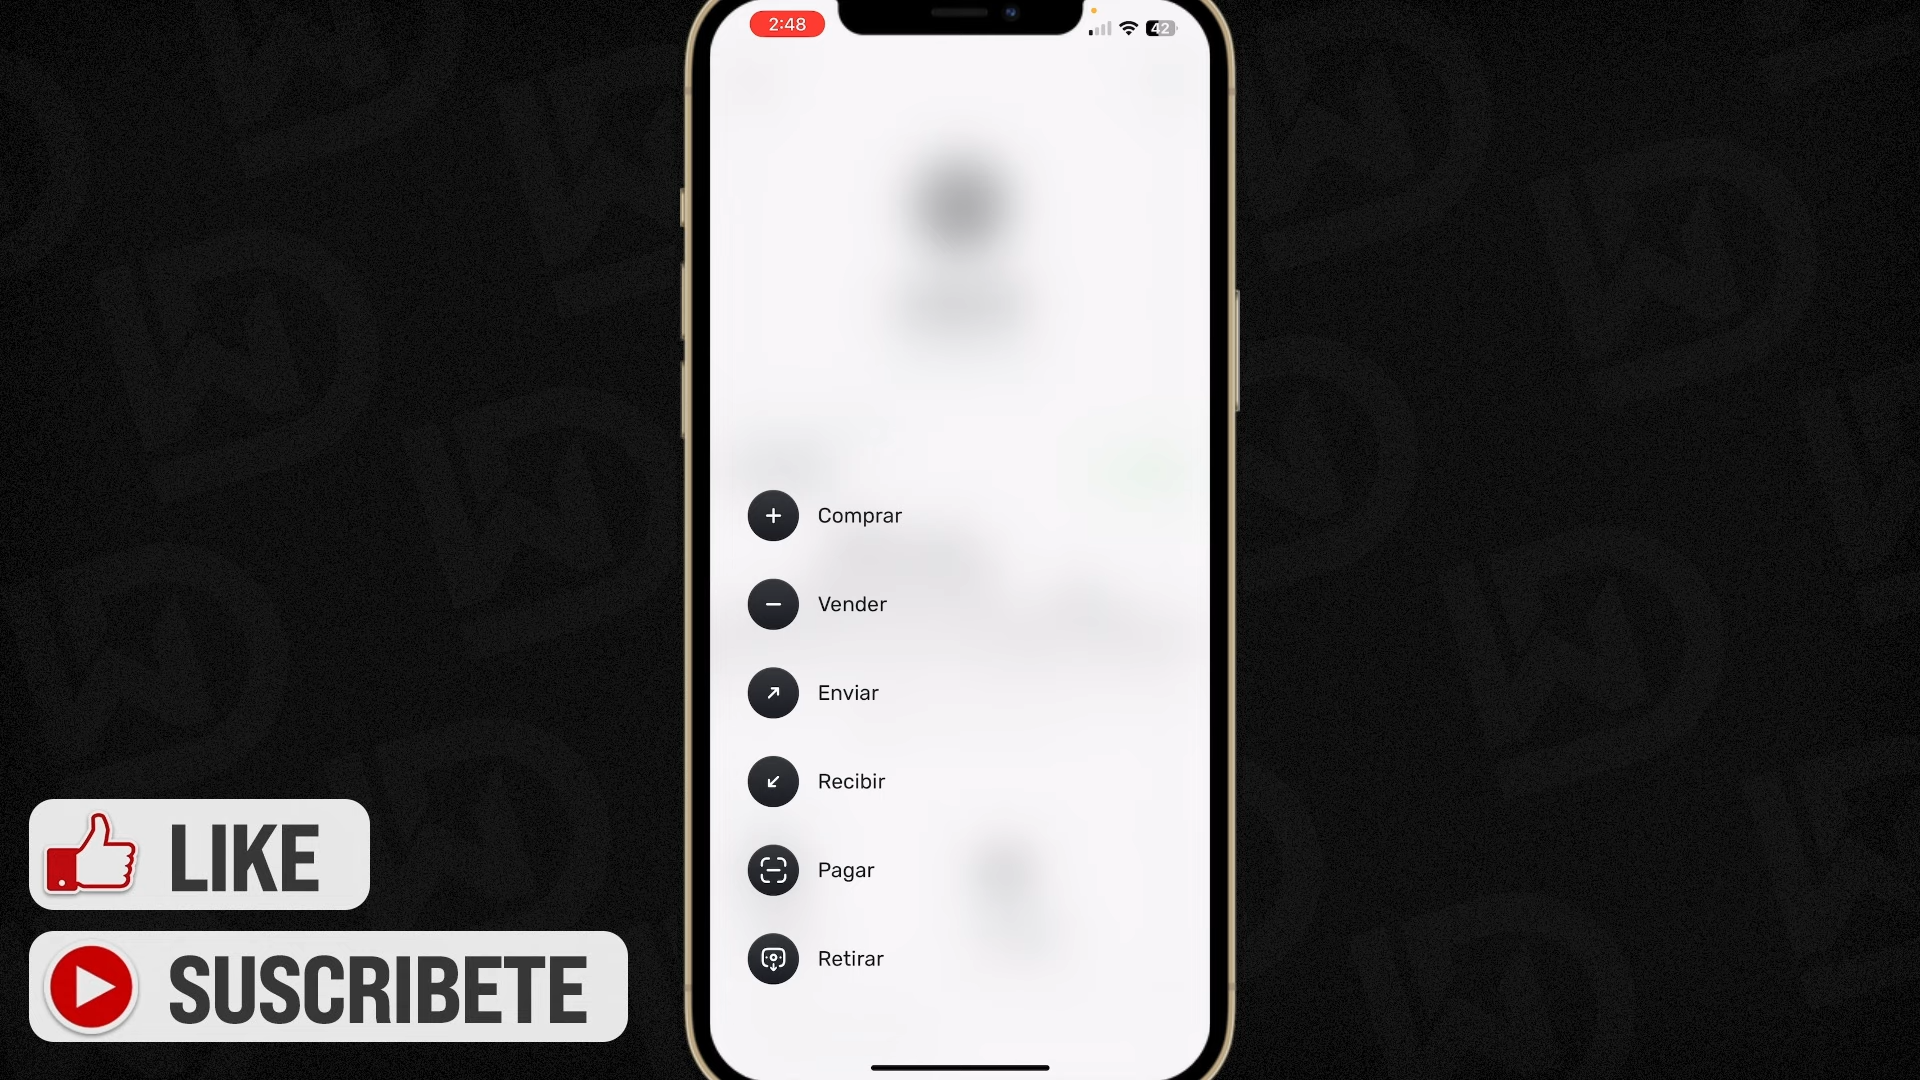 2:48
42
Comprar
Vender
Enviar
Recibir
Pagar
Retirar
LIKE
SUSCRIBETE